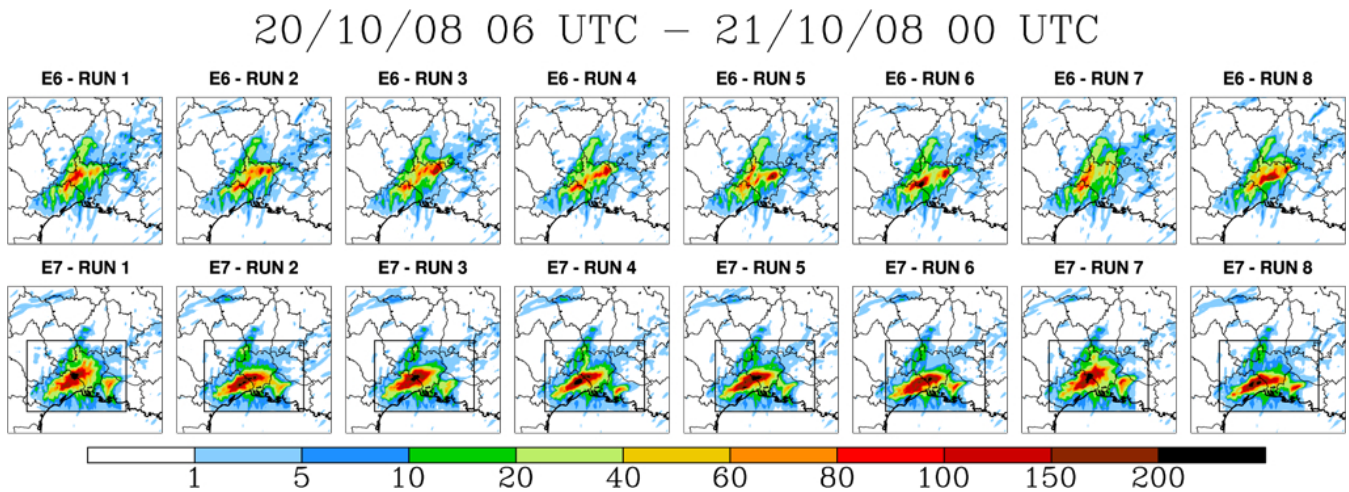 20/10/08 06 UTC – 21/10/08 00 UTC
E6 - RUN 1 E6 - RUN 2 E6 - RUN 3 E6 - RUN 4 E6 - RUN 5 E6 - RUN 6 E6 - RUN 7 E6 - RUN 8
E7 - RUN 1 E7 - RUN 2 E7 - RUN 3 E7 - RUN 4 E7 - RUN 5 E7 - RUN 6 E7 - RUN 7 E7 - RUN 8
1 5 10 20 40 60 80 100 150 200